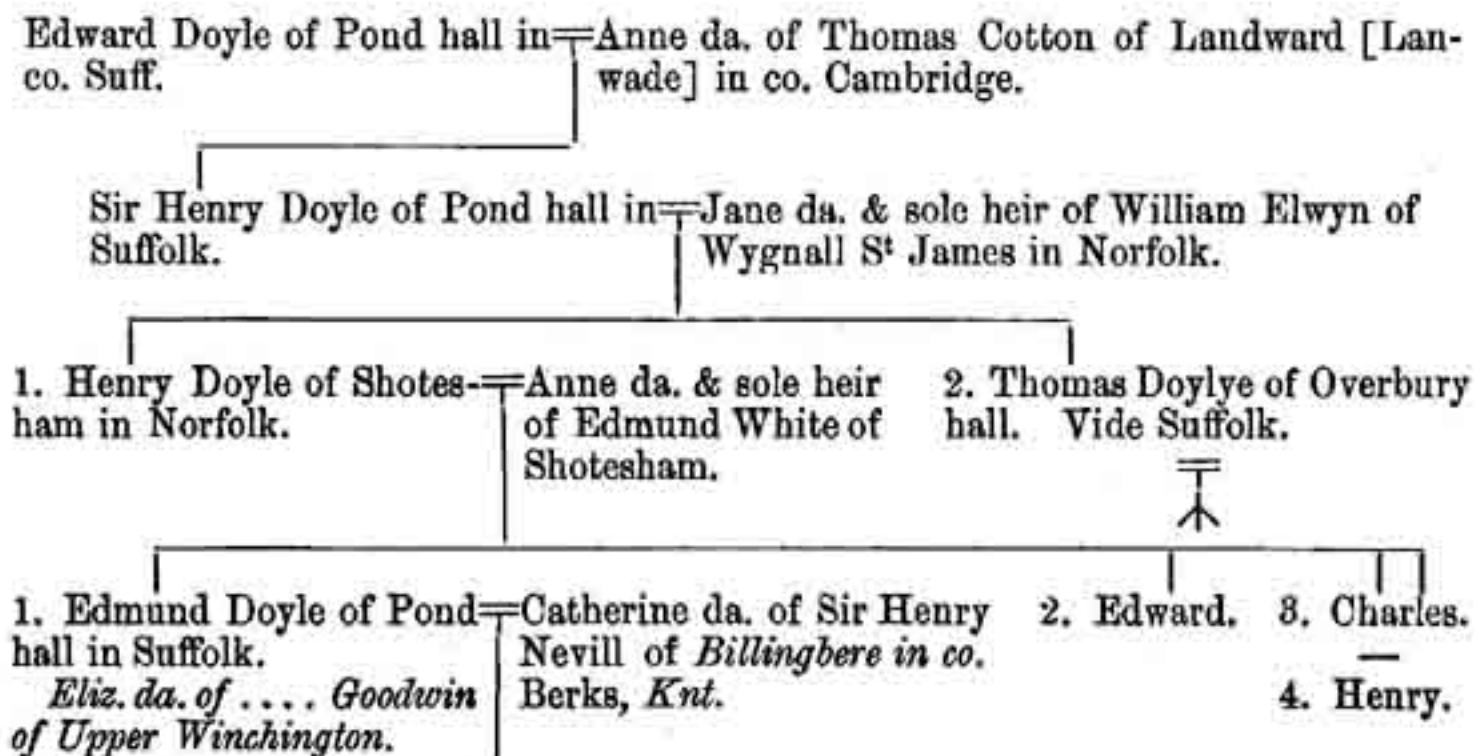 Edward Doyle of Pond hall in
co. Suff.
Anne da. of Thomas Cotton of Landward [Lan-
wade] in co. Cambridge.
Sir Henry Doyle of Pond hall in
Suffolk.
Jane da. & sole heir of William Elwyn of
Wygnall St James in Norfolk.
1. Henry Doyle of Shotes-
ham in Norfolk.
Anne da. & sole heir
of Edmund White of
Shotesham.
2. Thomas Doylye of Overbury
hall. Vide Suffolk.
1. Edmund Doyle of Pond
hall in Suffolk.
Eliz. da. of .... Goodwin
of Upper Winchington.
Catherine da. of Sir Henry
Nevill of Billingbere in co.
Berks, Knt.
2. Edward.
3. Charles.
4. Henry.